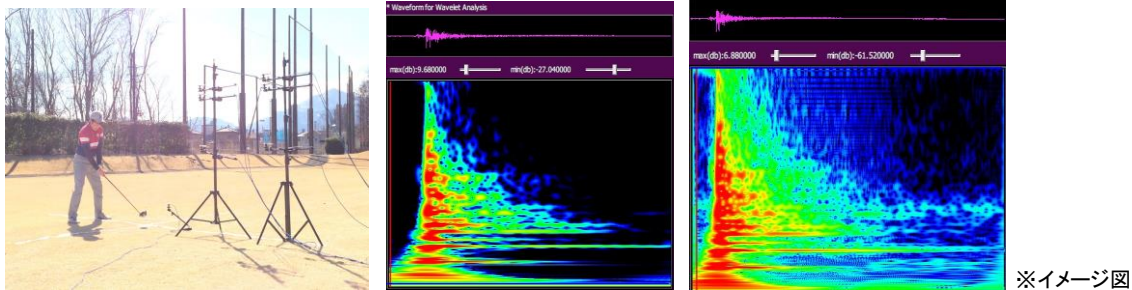 * Waveform for Wavelet Analysis
max(db):9.680000 min(db):-27.040000
max(db):6.880000 min(db):-61.520000
※イメージ図